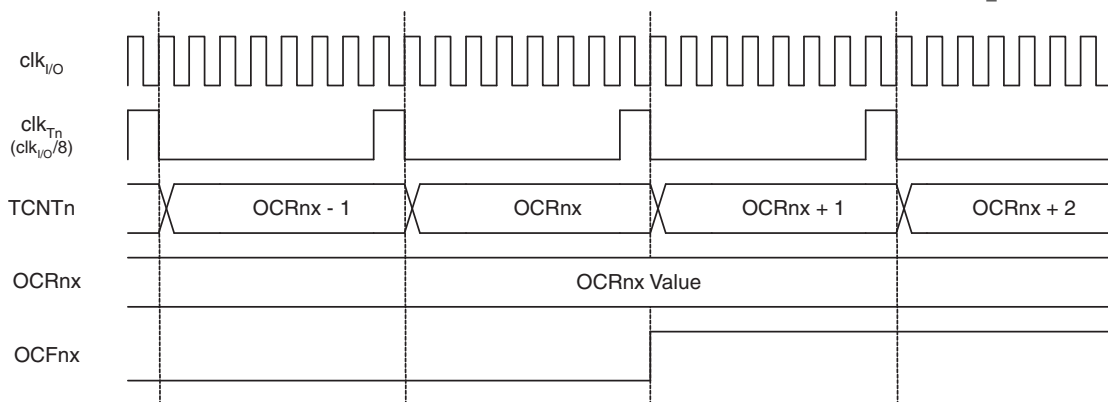 clkI/O
clkTn
(clkI/O/8)
TCNTn
OCRnx - 1
OCRnx
OCRnx + 1
OCRnx + 2
OCRnx
OCRnx Value
OCFnx